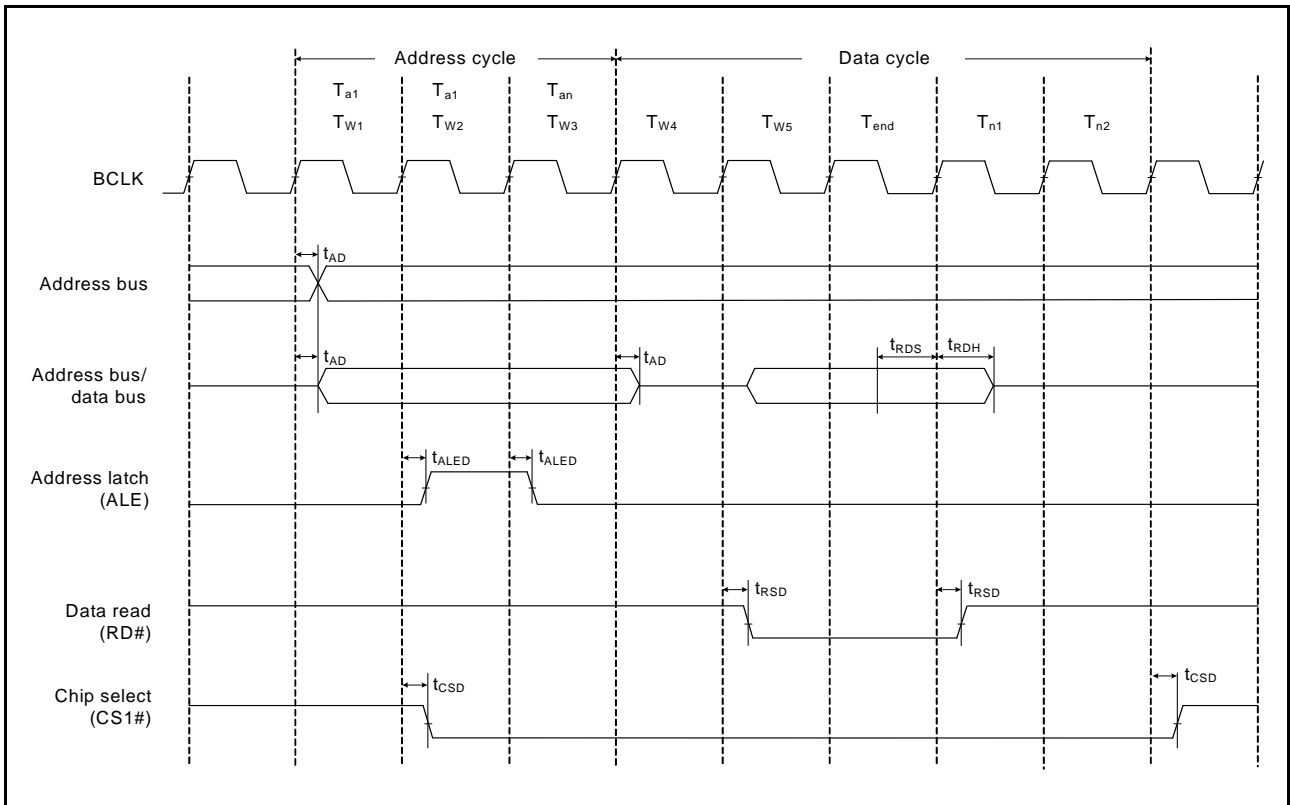 Address cycle
Data cycle
Ta1
Ta1
Tan
TW1
TW2
TW3
TW4
TW5
Tend
Tn1
Tn2
BCLK
tAD
Address bus
tAD
tAD
tRDS
tRDH
Address bus/
data bus
tALED
tALED
Address latch
(ALE)
tRSD
tRSD
Data read
(RD#)
tCSD
tCSD
Chip select
(CS1#)